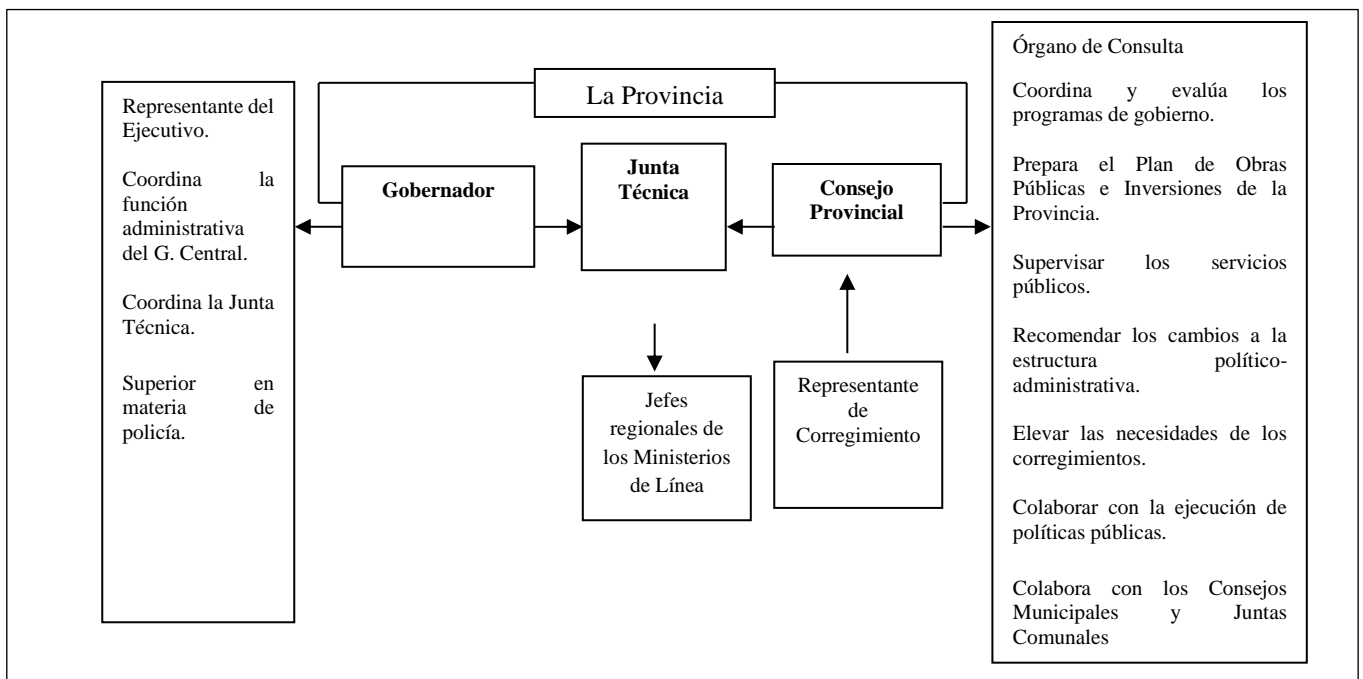 La Provincia
Representante del
Ejecutivo.
Coordina la
función
administrativa
del G. Central.
Coordina la Junta
Técnica.
Superior en
materia de
policía.
Gobernador
Junta
Técnica
Consejo
Provincial
Jefes
regionales de
los Ministerios
de Línea
Representante
de
Corregimiento
Órgano de Consulta
Coordina y evalúa los
programas de gobierno.
Prepara el Plan de Obras
Públicas e Inversiones de la
Provincia.
Supervisar los servicios
públicos.
Recomendar los cambios a la
estructura político-
administrativa.
Elevar las necesidades de los
corregimientos.
Colaborar con la ejecución de
políticas públicas.
Colabora con los Consejos
Municipales y Juntas
Comunales